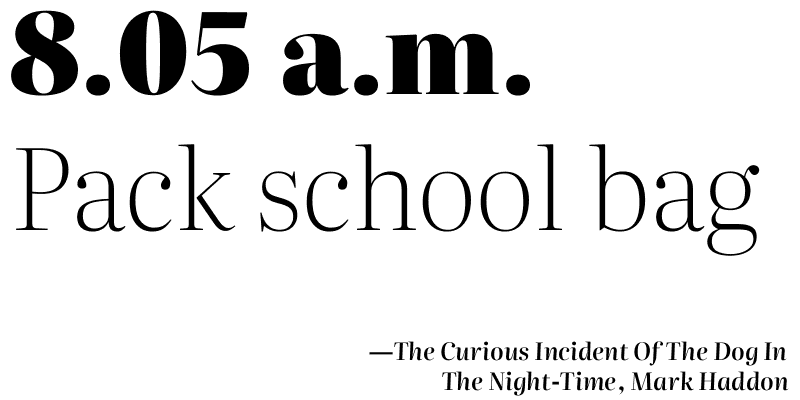 8.05 a.m.
Pack school bag
—The Curious Incident Of The Dog In
The Night-Time, Mark Haddon